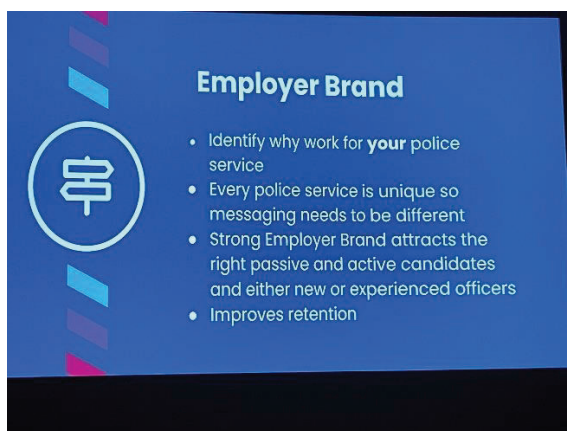 Employer Brand
• Identify why work for your police
service
• Every police service is unique so
messaging needs to be different
• Strong Employer Brand attracts the
right passive and active candidates
and either new or experienced officers
• Improves retention